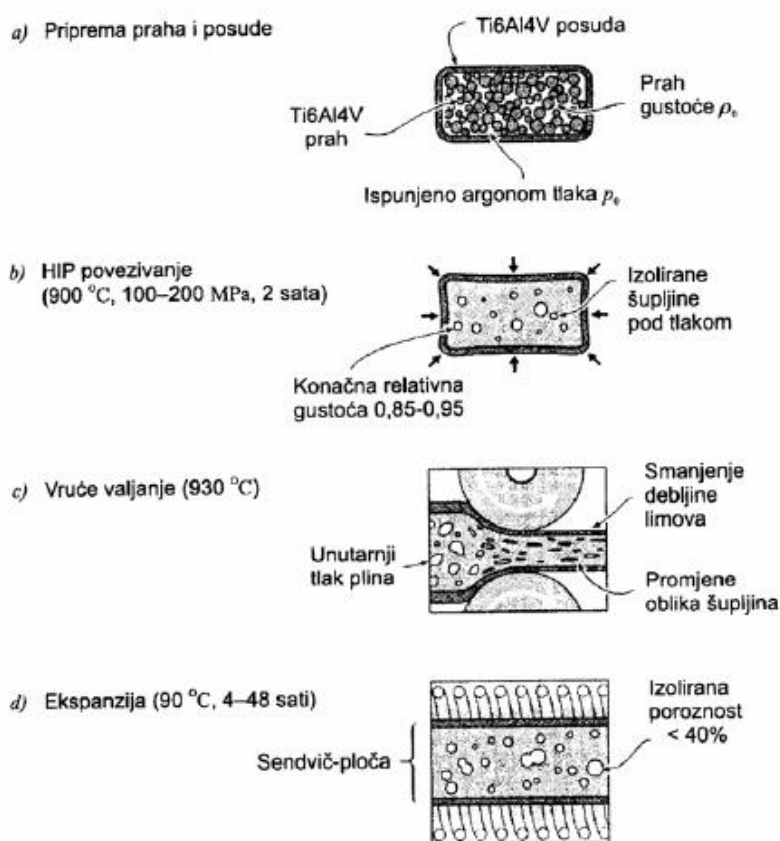 a) Priprema praha i posude
Ti6Al4V posuda
Ti6Al4V
prah
Prah
gustoće ρ₀
Ispunjeno argonom tlaka p₀
b) HIP povezivanje
(900 °C, 100–200 MPa, 2 sata)
Izolirane
šupljine
pod tlakom
Konačna relativna
gustoća 0,85-0,95
c) Vruće valjanje (930 °C)
Smanjenje
debljine
limova
Unutarnji
tlak plina
Promjene
oblika šupljina
d) Ekspanzija (90 °C, 4–48 sati)
Izolirana
poroznost
< 40%
Sendvič-ploča